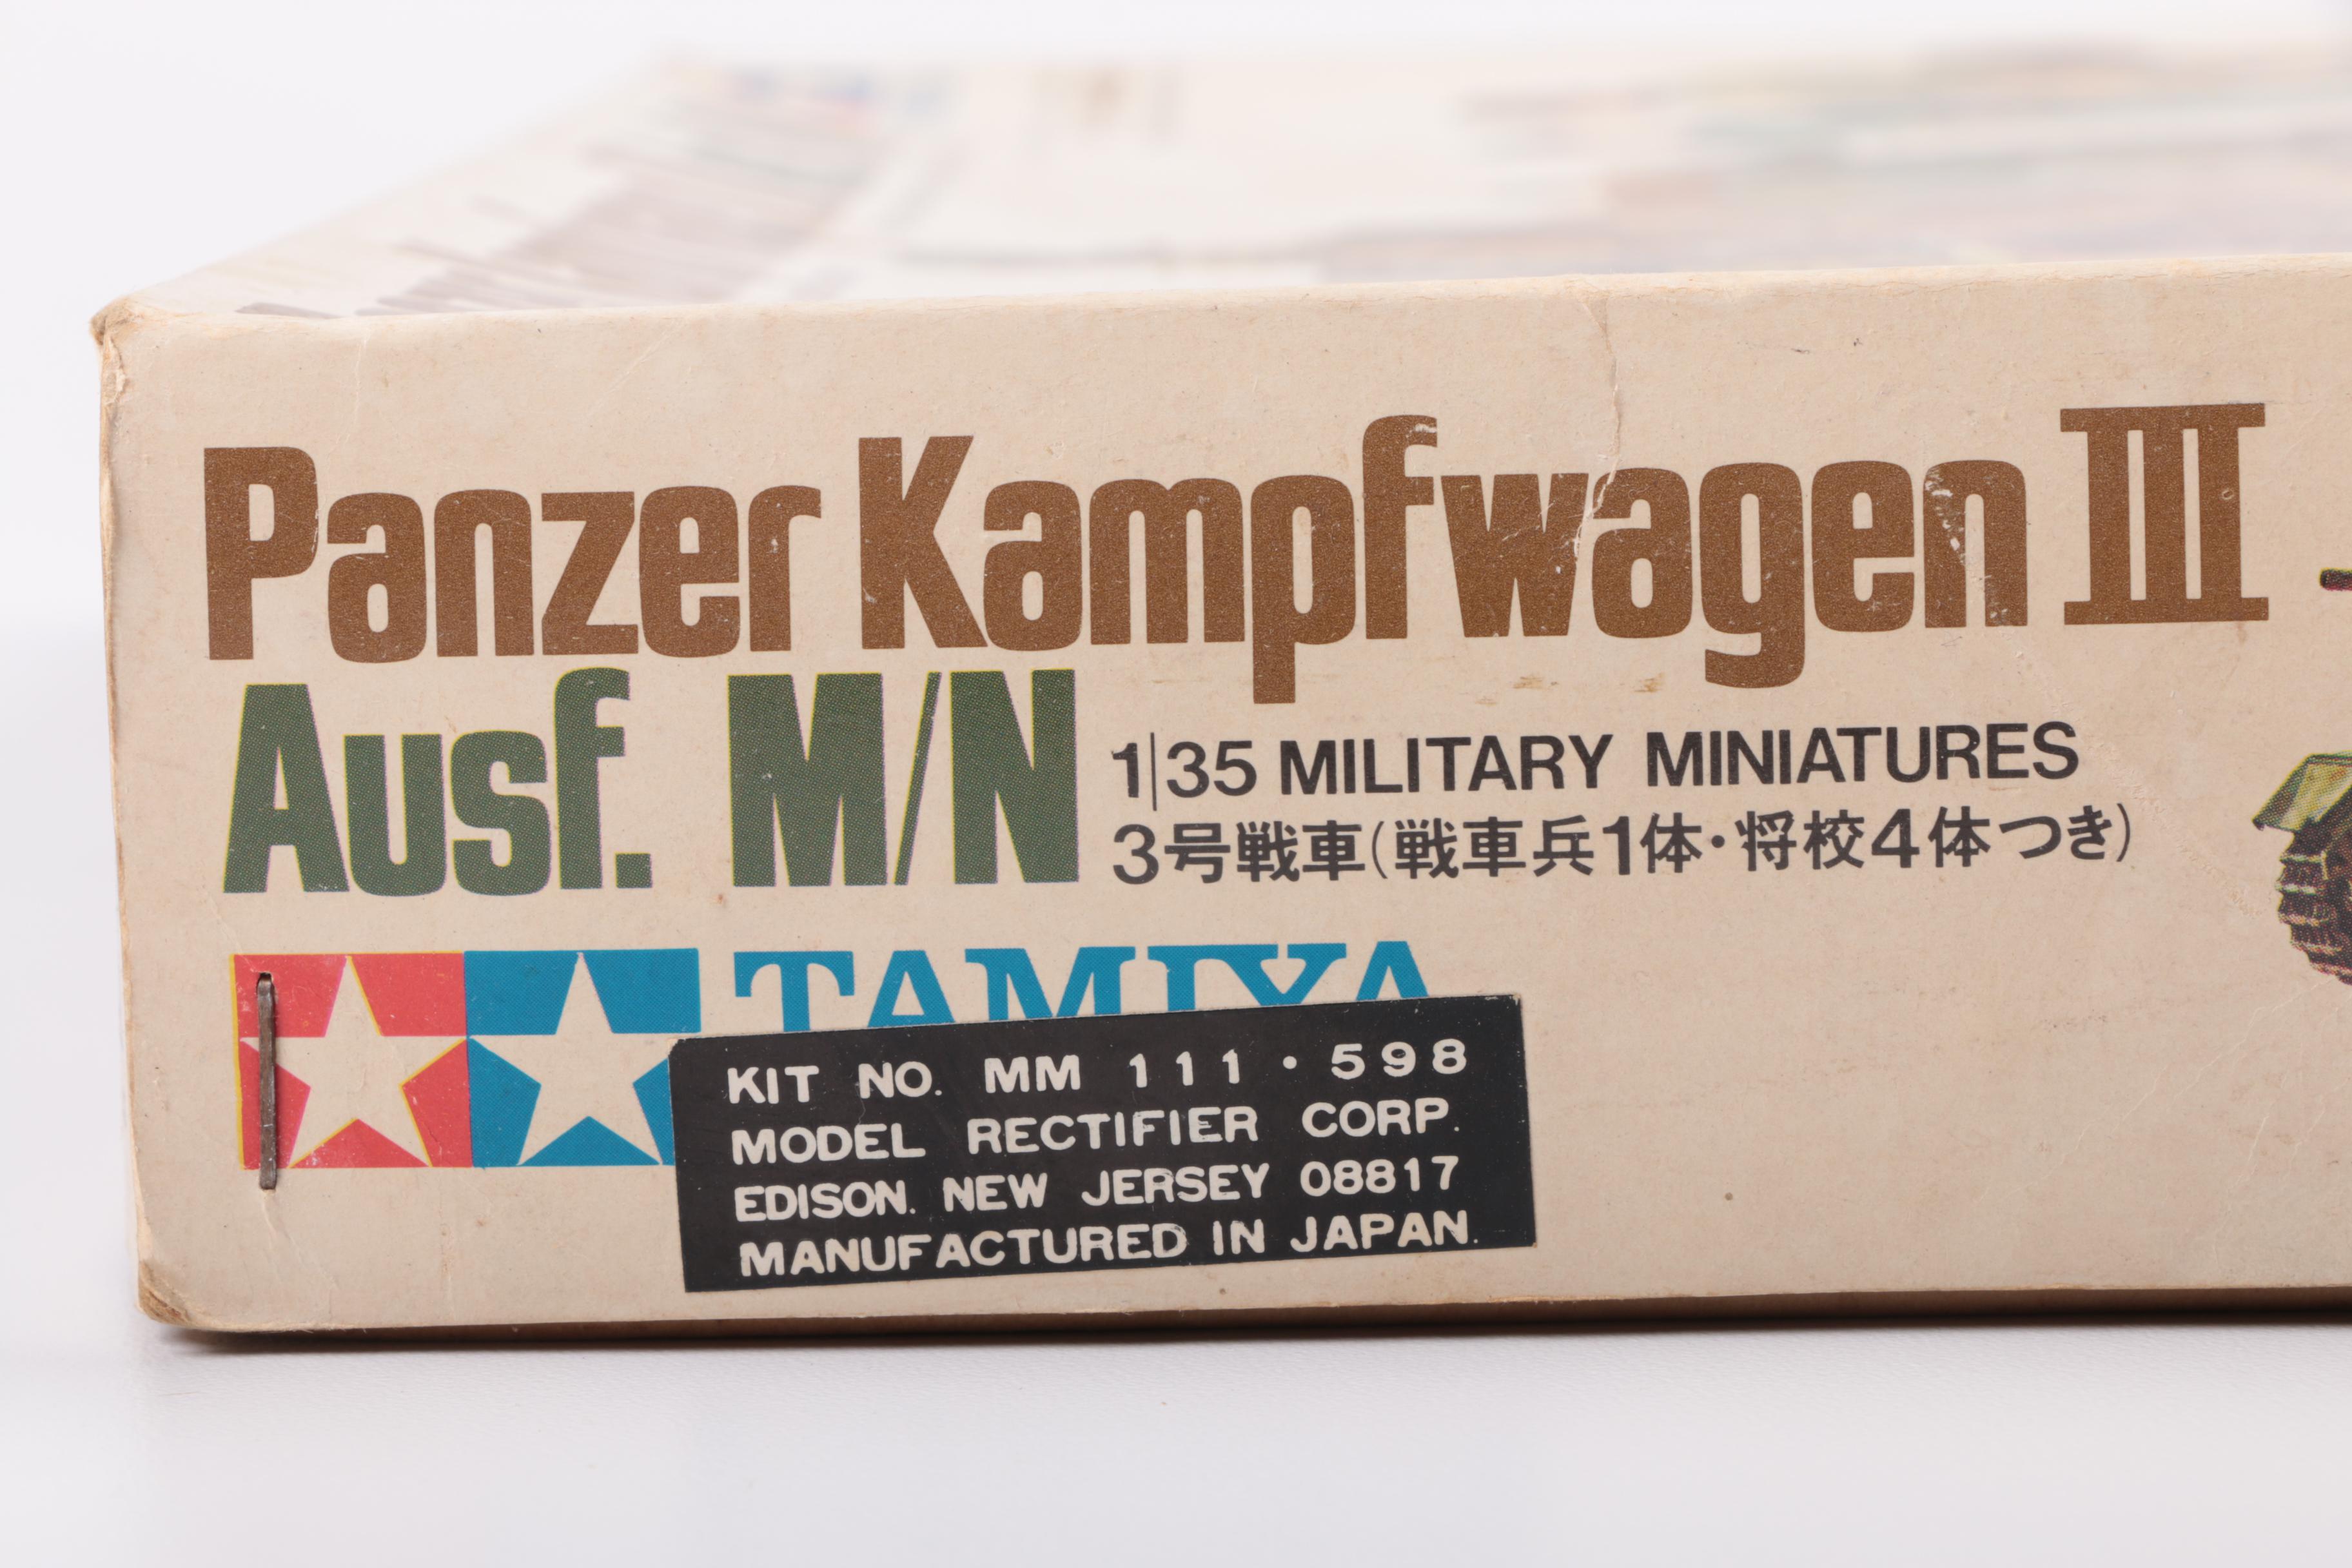 Panzer Kampfwagen III
Ausf. M/N
1/35 MILITARY MINIATURES
3号戦車(戦車兵1体・将校4体つき)
TAMIYA
KIT NO. MM 111・598
MODEL RECTIFIER CORP.
EDISON. NEW JERSEY 08817
MANUFACTURED IN JAPAN.